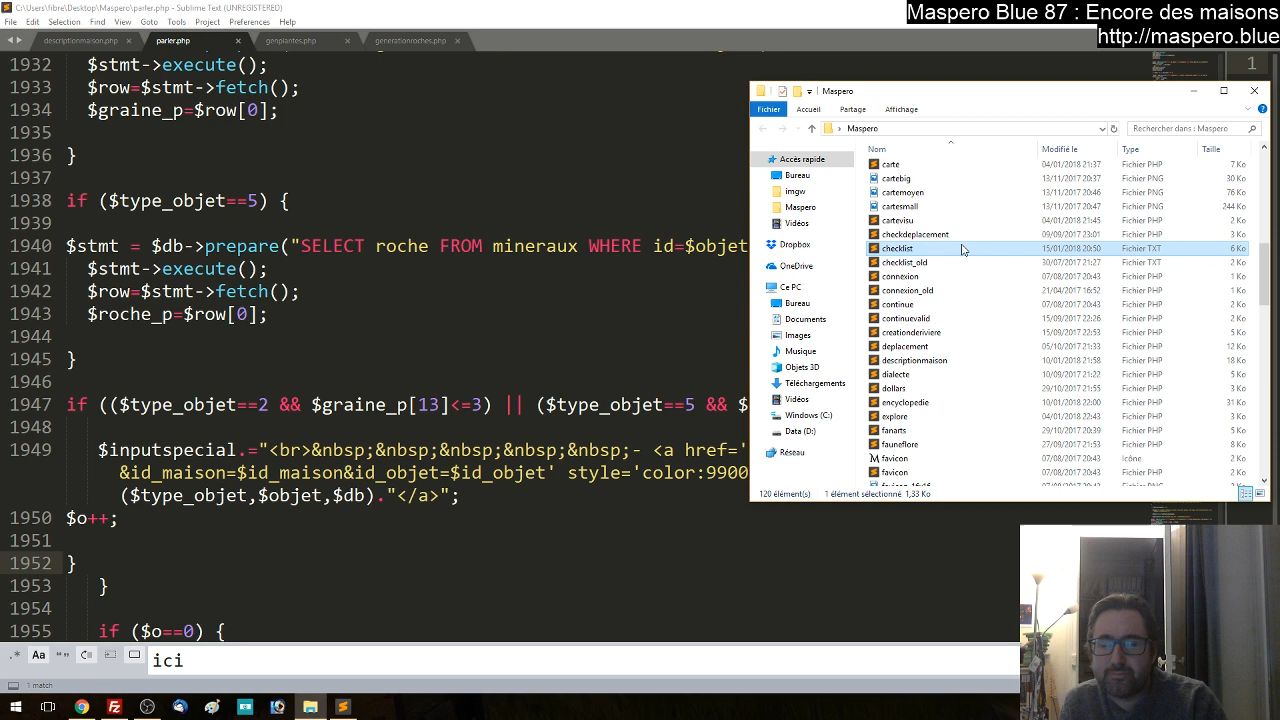 C:\Users\fibre\Desktop\Maspero\parler.php - Sublime Text (UNREGISTERED)
File Edit Selection Find View Goto Tools Project Preferences Help
Maspero Blue 87 : Encore des maisons
http://maspero.blue
descriptionmaison.php × parler.php × genplantes.php × generationroches.php ×
1932 $stmt->execute();
1933 $row=$stmt->fetch();
1934 $graine_p=$row[0];
1935
1936 }
1937
1938 if ($type_objet==5) {
1939
1940 $stmt = $db->prepare("SELECT roche FROM mineraux WHERE id=$objet
1941 $stmt->execute();
1942 $row=$stmt->fetch();
1943 $roche_p=$row[0];
1944
1945 }
1946
1947 if (($type_objet==2 && $graine_p[13]<=3) || ($type_objet==5 && $
1948
1949 $inputspecial.="<br>&nbsp;&nbsp;&nbsp;&nbsp;&nbsp;- <a href='
&id_maison=$id_maison&id_objet=$id_objet' style='color:9900
($type_objet,$objet,$db)."</a>";
1950 $o++;
1951
1952 }
1953 }
1954
1955 if ($o==0) {
.* Aa "" ici
1 match
1
Maspero
Fichier Accueil Partage Affichage
Maspero
Rechercher dans : Maspero
Accès rapide
Bureau
imgw
Maspero
Vidéos
Dropbox
OneDrive
Ce PC
Bureau
Documents
Images
Musique
Objets 3D
Téléchargements
Vidéos
Windows (C:)
Data (D:)
Réseau
Nom Modifié le Type Taille
carte 04/01/2018 21:37 Fichier PHP 7 Ko
cartebig 13/11/2017 20:46 Fichier PNG 30 Ko
cartemoyen 13/11/2017 20:46 Fichier PNG 76 Ko
cartesmall 13/11/2017 20:47 Fichier PNG 244 Ko
cartevisu 04/01/2018 21:45 Fichier PHP 2 Ko
checkdeplacement 09/09/2017 23:01 Fichier PHP 3 Ko
checklist 15/01/2018 20:50 Fichier TXT 6 Ko
checklist_old 30/07/2017 21:27 Fichier TXT 2 Ko
connexion 07/08/2017 20:43 Fichier PHP 1 Ko
connexion_old 21/04/2017 16:52 Fichier PHP 1 Ko
continue 07/08/2017 20:43 Fichier PHP 2 Ko
continuevalid 15/09/2017 22:26 Fichier PHP 2 Ko
creationderiviere 15/09/2017 22:53 Fichier PHP 2 Ko
deplacement 05/10/2017 21:33 Fichier PHP 12 Ko
descriptionmaison 10/01/2018 21:58 Fichier PHP 18 Ko
dialecte 10/09/2017 21:22 Fichier PHP 5 Ko
dollars 29/10/2017 21:55 Fichier PHP 3 Ko
encyclopedie 10/01/2018 22:00 Fichier PHP 31 Ko
explore 04/01/2018 22:43 Fichier PHP 3 Ko
fanarts 29/10/2017 20:39 Fichier PHP 5 Ko
fauneflore 27/09/2017 21:53 Fichier PHP 8 Ko
favicon 07/08/2017 20:43 Icône 2 Ko
favicon 07/08/2017 20:43 Fichier PHP 2 Ko
120 élément(s) 1 élément sélectionné 1,33 Ko